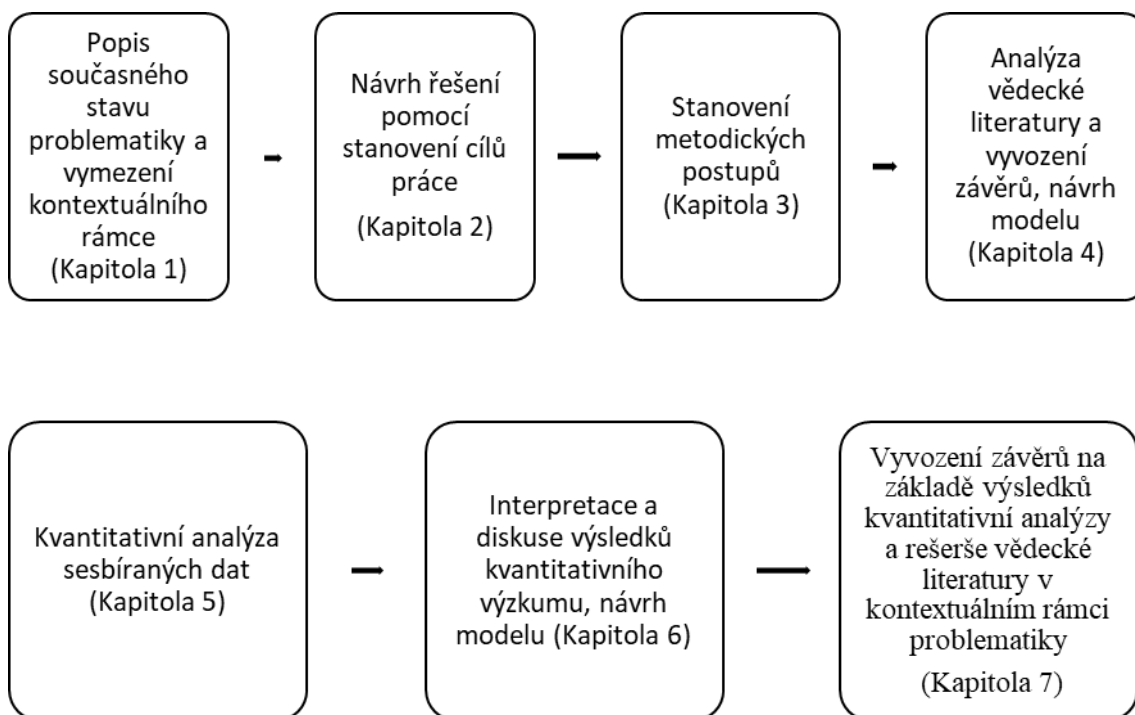 Popis
současného
stavu
problematiky a
vymezení
kontextuálního
rámce
(Kapitola 1)
Návrh řešení
pomocí
stanovení cílů
práce
(Kapitola 2)
Stanovení
metodických
postupů
(Kapitola 3)
Analýza
vědecké
literatury a
vyvození
závěrů, návrh
modelu
(Kapitola 4)
Kvantitativní analýza
sesbíraných dat
(Kapitola 5)
Interpretace a
diskuse výsledků
kvantitativního
výzkumu, návrh
modelu (Kapitola 6)
Vyvození závěrů na
základě výsledků
kvantitativní analýzy
a rešerše vědecké
literatury v
kontextuálním rámci
problematiky
(Kapitola 7)